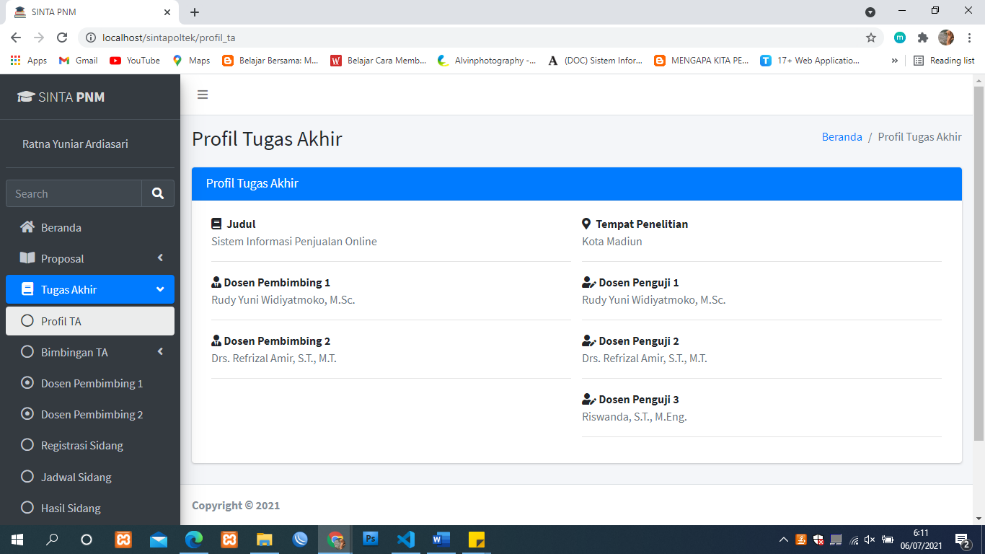 SINTA PNM
localhost/sintapoltek/profil_ta
Apps
Gmail
YouTube
Maps
Belajar Bersama: M...
Belajar Cara Memb...
Alvinphotography -...
(DOC) Sistem Infor...
MENGAPA KITA PE...
17+ Web Applicatio...
»
Reading list
SINTA PNM
Ratna Yuniar Ardiasari
Search
Beranda
Proposal
Tugas Akhir
Profil TA
Bimbingan TA
Dosen Pembimbing 1
Dosen Pembimbing 2
Registrasi Sidang
Jadwal Sidang
Hasil Sidang
Profil Tugas Akhir
Beranda / Profil Tugas Akhir
Profil Tugas Akhir
Judul
Sistem Informasi Penjualan Online
Tempat Penelitian
Kota Madiun
Dosen Pembimbing 1
Rudy Yuni Widiyatmoko, M.Sc.
Dosen Penguji 1
Rudy Yuni Widiyatmoko, M.Sc.
Dosen Pembimbing 2
Drs. Refrizal Amir, S.T., M.T.
Dosen Penguji 2
Drs. Refrizal Amir, S.T., M.T.
Dosen Penguji 3
Riswanda, S.T., M.Eng.
Copyright © 2021
6:11
06/07/2021
2